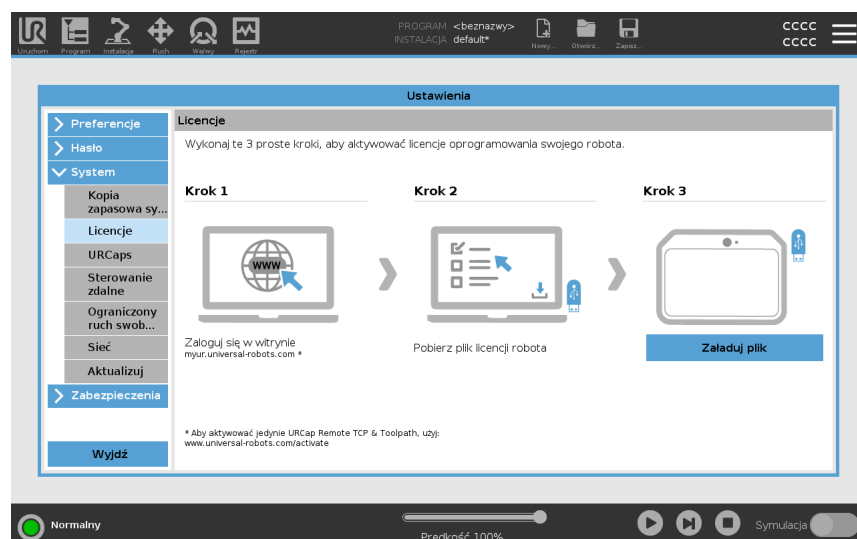 PROGRAM <beznazwy>
INSTALACJA default*
Uruchom Program Instalacja Ruch We/wy Rejestr Nowy... Otwórz... Zapisz...
cccc
cccc
Ustawienia
Preferencje
Hasło
System
Kopia
zapasowa sy...
Licencje
URCaps
Sterowanie
zdalne
Ograniczony
ruch swob...
Sieć
Aktualizuj
Zabezpieczenia
Wyjdź
Licencje
Wykonaj te 3 proste kroki, aby aktywować licencje oprogramowania swojego robota.
Krok 1 Krok 2 Krok 3
WWW
Zaloguj się w witrynie
myur.universal-robots.com *
Pobierz plik licencji robota
Załaduj plik
* Aby aktywować jedynie URCap Remote TCP & Toolpath, użyj:
www.universal-robots.com/activate
Normalny
Prędkość 100%
Symulacja